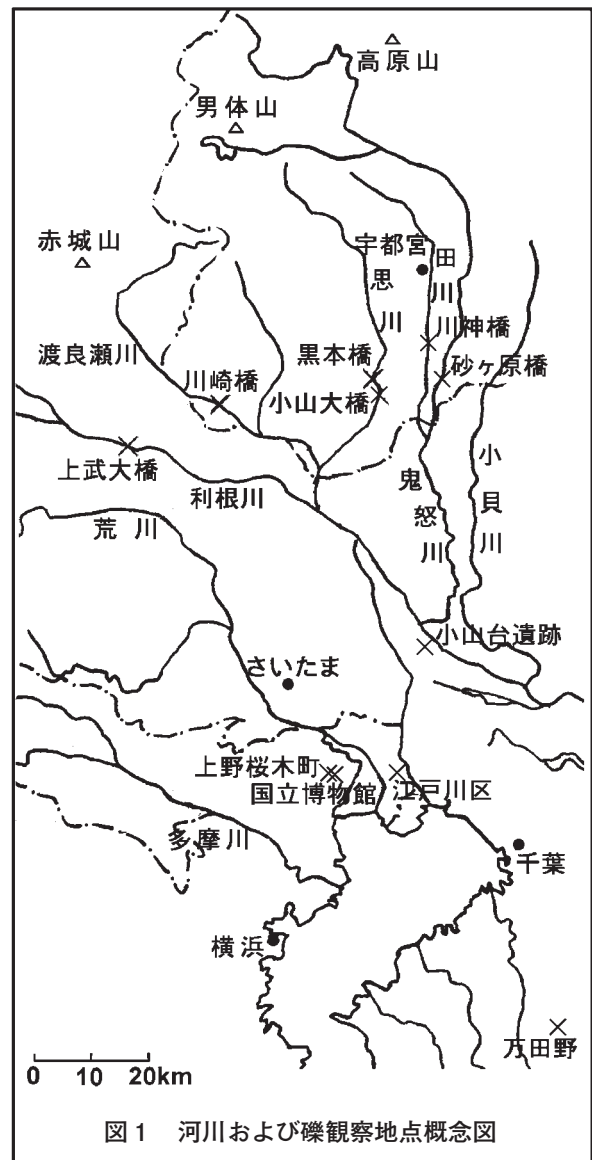 高原山
男体山
赤城山
宇都宮
思川
田川
川神橋
渡良瀬川
黒本橋
砂ヶ原橋
川崎橋
小山大橋
上武大橋
小貝川
利根川
鬼怒川
荒川
小山台遺跡
さいたま
上野桜木町
国立博物館
江戸川区
多摩川
千葉
横浜
万田野
0 10 20km
図1 河川および礫観察地点概念図